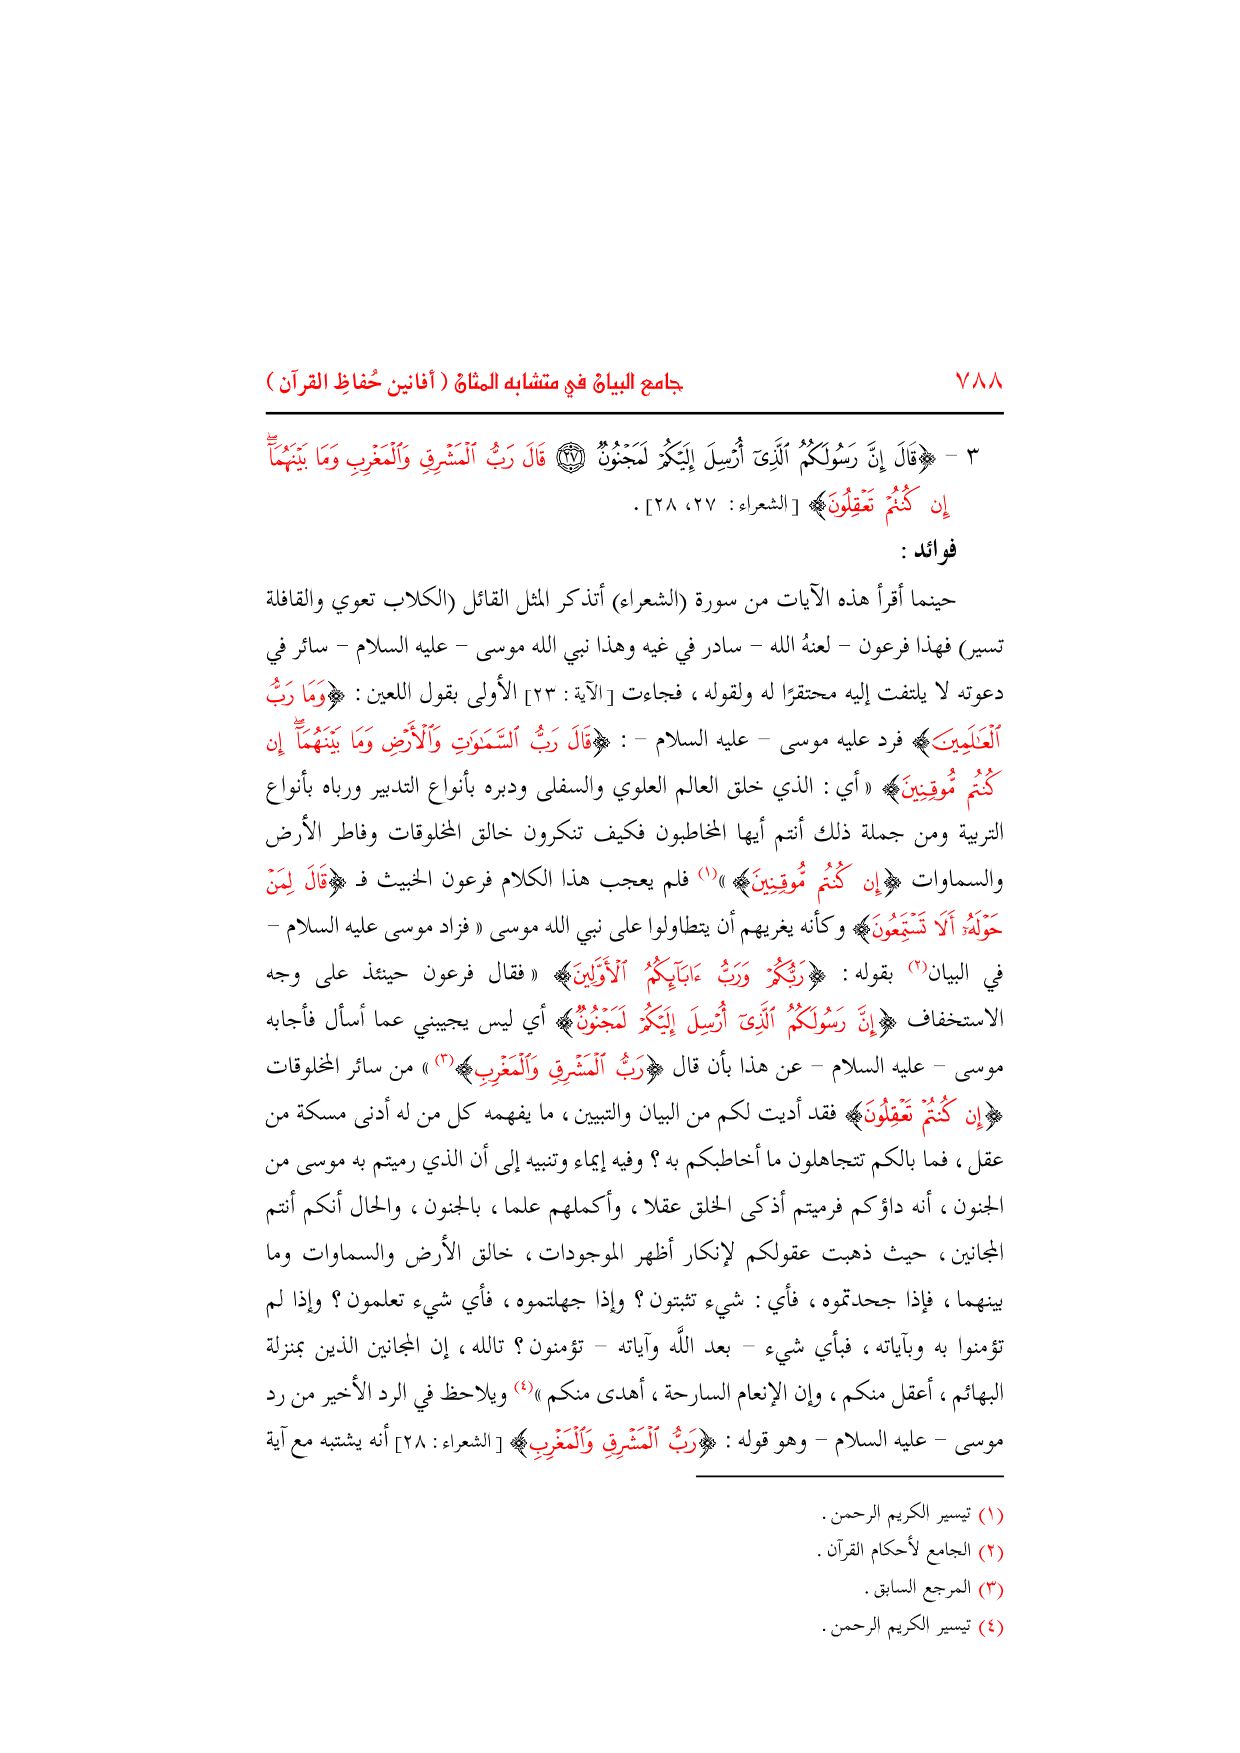 ٧٨٨ جامع البيان في متشابه المثان ( أفانين حُفاظِ القرآن )
٣ – ﴿قَالَ إِنَّ رَسُولَكُمُ ٱلَّذِىٓ أُرۡسِلَ إِلَيۡكُمۡ لَمَجۡنُونٞ ٢٧ قَالَ رَبُّ ٱلۡمَشۡرِقِ وَٱلۡمَغۡرِبِ وَمَا بَيۡنَهُمَآۖ
إِن كُنتُمۡ تَعۡقِلُونَ﴾ [الشعراء: ٢٧، ٢٨] .
فوائد :
حينما أقرأ هذه الآيات من سورة (الشعراء) أتذكر المثل القائل (الكلاب تعوي والقافلة
تسير) فهذا فرعون – لعنهُ الله – سادر في غيه وهذا نبي الله موسى – عليه السلام – سائر في
دعوته لا يلتفت إليه محتقرًا له ولقوله ، فجاءت [الآية : ٢٣] الأولى بقول اللعين : ﴿وَمَا رَبُّ
ٱلۡعَٰلَمِينَ﴾ فرد عليه موسى – عليه السلام – : ﴿قَالَ رَبُّ ٱلسَّمَٰوَٰتِ وَٱلۡأَرۡضِ وَمَا بَيۡنَهُمَآۖ إِن
كُنتُم مُّوقِنِينَ﴾ « أي : الذي خلق العالم العلوي والسفلى ودبره بأنواع التدبير ورباه بأنواع
التربية ومن جملة ذلك أنتم أيها المخاطبون فكيف تنكرون خالق المخلوقات وفاطر الأرض
والسماوات ﴿إِن كُنتُم مُّوقِنِينَ﴾ »(١) فلم يعجب هذا الكلام فرعون الخبيث فـ ﴿قَالَ لِمَنۡ
حَوۡلَهُۥٓ أَلَا تَسۡتَمِعُونَ﴾ وكأنه يغريهم أن يتطاولوا على نبي الله موسى « فزاد موسى عليه السلام –
في البيان(٢) بقوله : ﴿رَبُّكُمۡ وَرَبُّ ءَابَآئِكُمُ ٱلۡأَوَّلِينَ﴾ « فقال فرعون حينئذ على وجه
الاستخفاف ﴿إِنَّ رَسُولَكُمُ ٱلَّذِىٓ أُرۡسِلَ إِلَيۡكُمۡ لَمَجۡنُونٞ﴾ أي ليس يجيبني عما أسأل فأجابه
موسى – عليه السلام – عن هذا بأن قال ﴿رَبُّ ٱلۡمَشۡرِقِ وَٱلۡمَغۡرِبِ﴾(٣) » من سائر المخلوقات
﴿إِن كُنتُمۡ تَعۡقِلُونَ﴾ فقد أديت لكم من البيان والتبيين ، ما يفهمه كل من له أدنى مسكة من
عقل ، فما بالكم تتجاهلون ما أخاطبكم به ؟ وفيه إيماء وتنبيه إلى أن الذي رميتم به موسى من
الجنون ، أنه داؤكم فرميتم أذكى الخلق عقلا ، وأكملهم علما ، بالجنون ، والحال أنكم أنتم
المجانين ، حيث ذهبت عقولكم لإنكار أظهر الموجودات ، خالق الأرض والسماوات وما
بينهما ، فإذا جحدتموه ، فأي : شيء تثبتون ؟ وإذا جهلتموه ، فأي شيء تعلمون ؟ وإذا لم
تؤمنوا به وبآياته ، فبأي شيء – بعد اللَّه وآياته – تؤمنون ؟ تالله ، إن المجانين الذين بمنزلة
البهائم ، أعقل منكم ، وإن الإنعام السارحة ، أهدى منكم »(٤) ويلاحظ في الرد الأخير من رد
موسى – عليه السلام – وهو قوله : ﴿رَبُّ ٱلۡمَشۡرِقِ وَٱلۡمَغۡرِبِ﴾ [الشعراء: ٢٨] أنه يشتبه مع آية
(١) تيسير الكريم الرحمن .
(٢) الجامع لأحكام القرآن .
(٣) المرجع السابق .
(٤) تيسير الكريم الرحمن .